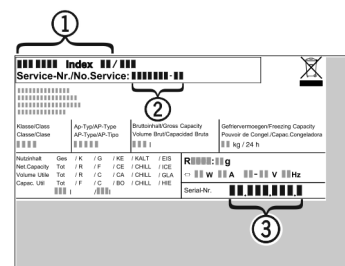 1
Index /
Service-Nr./No.Service: -
2
Klasse/Class
Classe/Clase
Ap-Typ/AP-Type
AP-Type/AP-Tipo
Bruttoinhalt/Gross Capacity
Volume Brut/Capacidad Bruta
l
Gefriervermoegen/Freezing Capacity
Pouvoir de Congel./Capac.Congeladora
kg / 24 h
Nutzinhalt Ges / K / G / KE / KALT / EIS
Net.Capacity Tot / R / F / CE / CHILL / ICE
Volume Utile Tot / R / C / CA / CHILL / GLA
Capac. Util Tot / F / C / BO / CHILL / HIE
l / l
R : g
W A - V Hz
Serial-Nr. , , ,
3